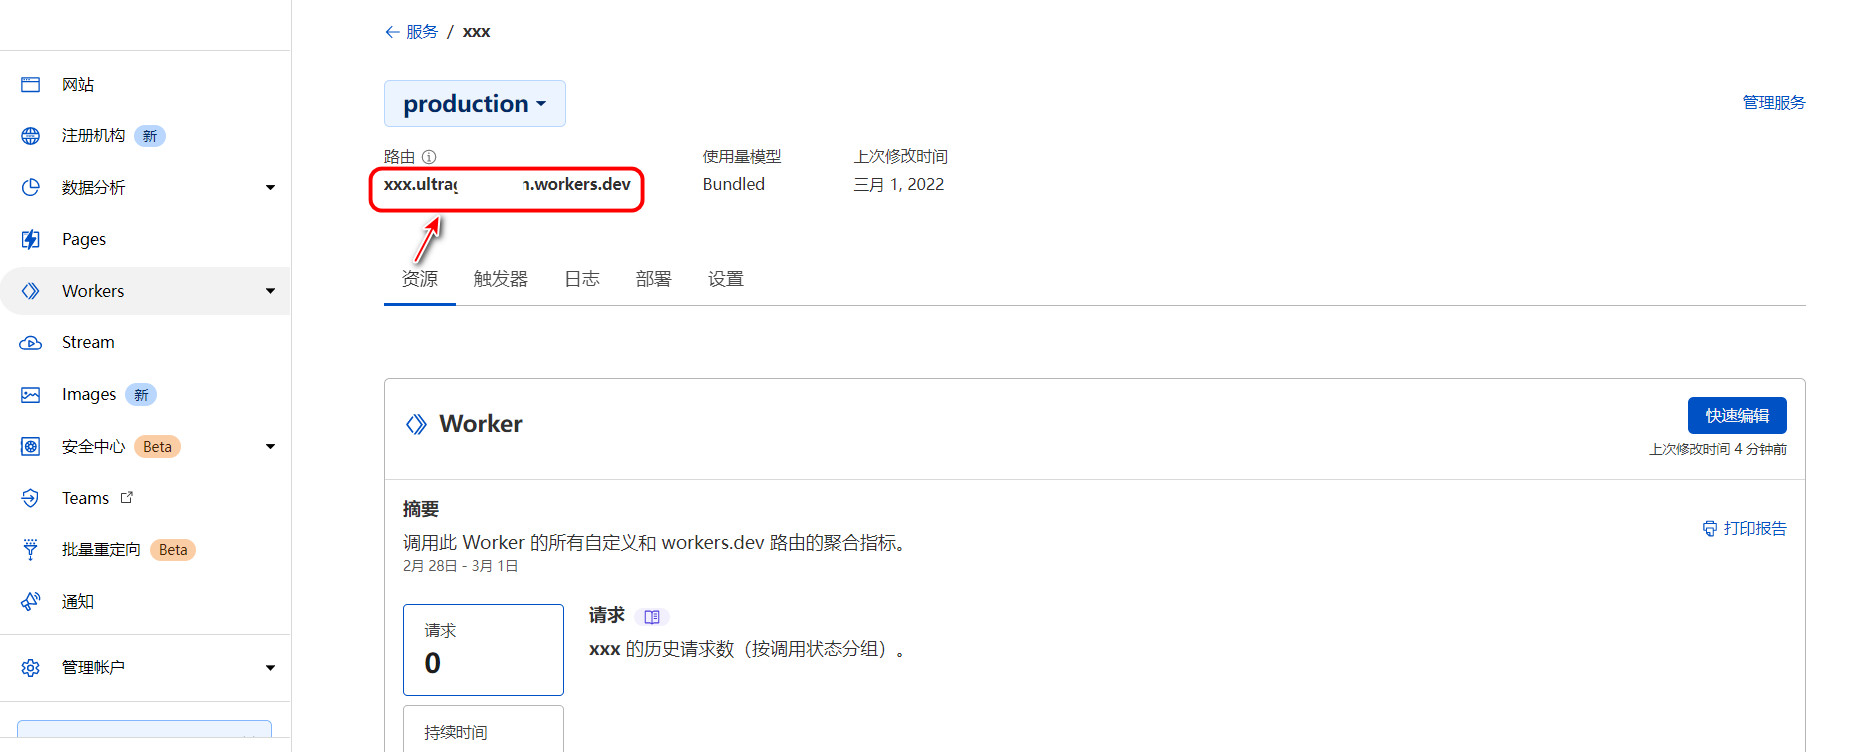 服务 / xxx
网站
注册机构 新
数据分析
Pages
Workers
Stream
Images 新
安全中心 Beta
Teams
批量重定向 Beta
通知
管理帐户
production
管理服务
路由 使用量模型 上次修改时间
xxx.ultrag n.workers.dev Bundled 三月 1, 2022
资源 触发器 日志 部署 设置
Worker
快速编辑
上次修改时间 4 分钟前
摘要
调用此 Worker 的所有自定义和 workers.dev 路由的聚合指标。
2月 28日 - 3月 1日
打印报告
请求
0
请求
xxx 的历史请求数（按调用状态分组）。
持续时间